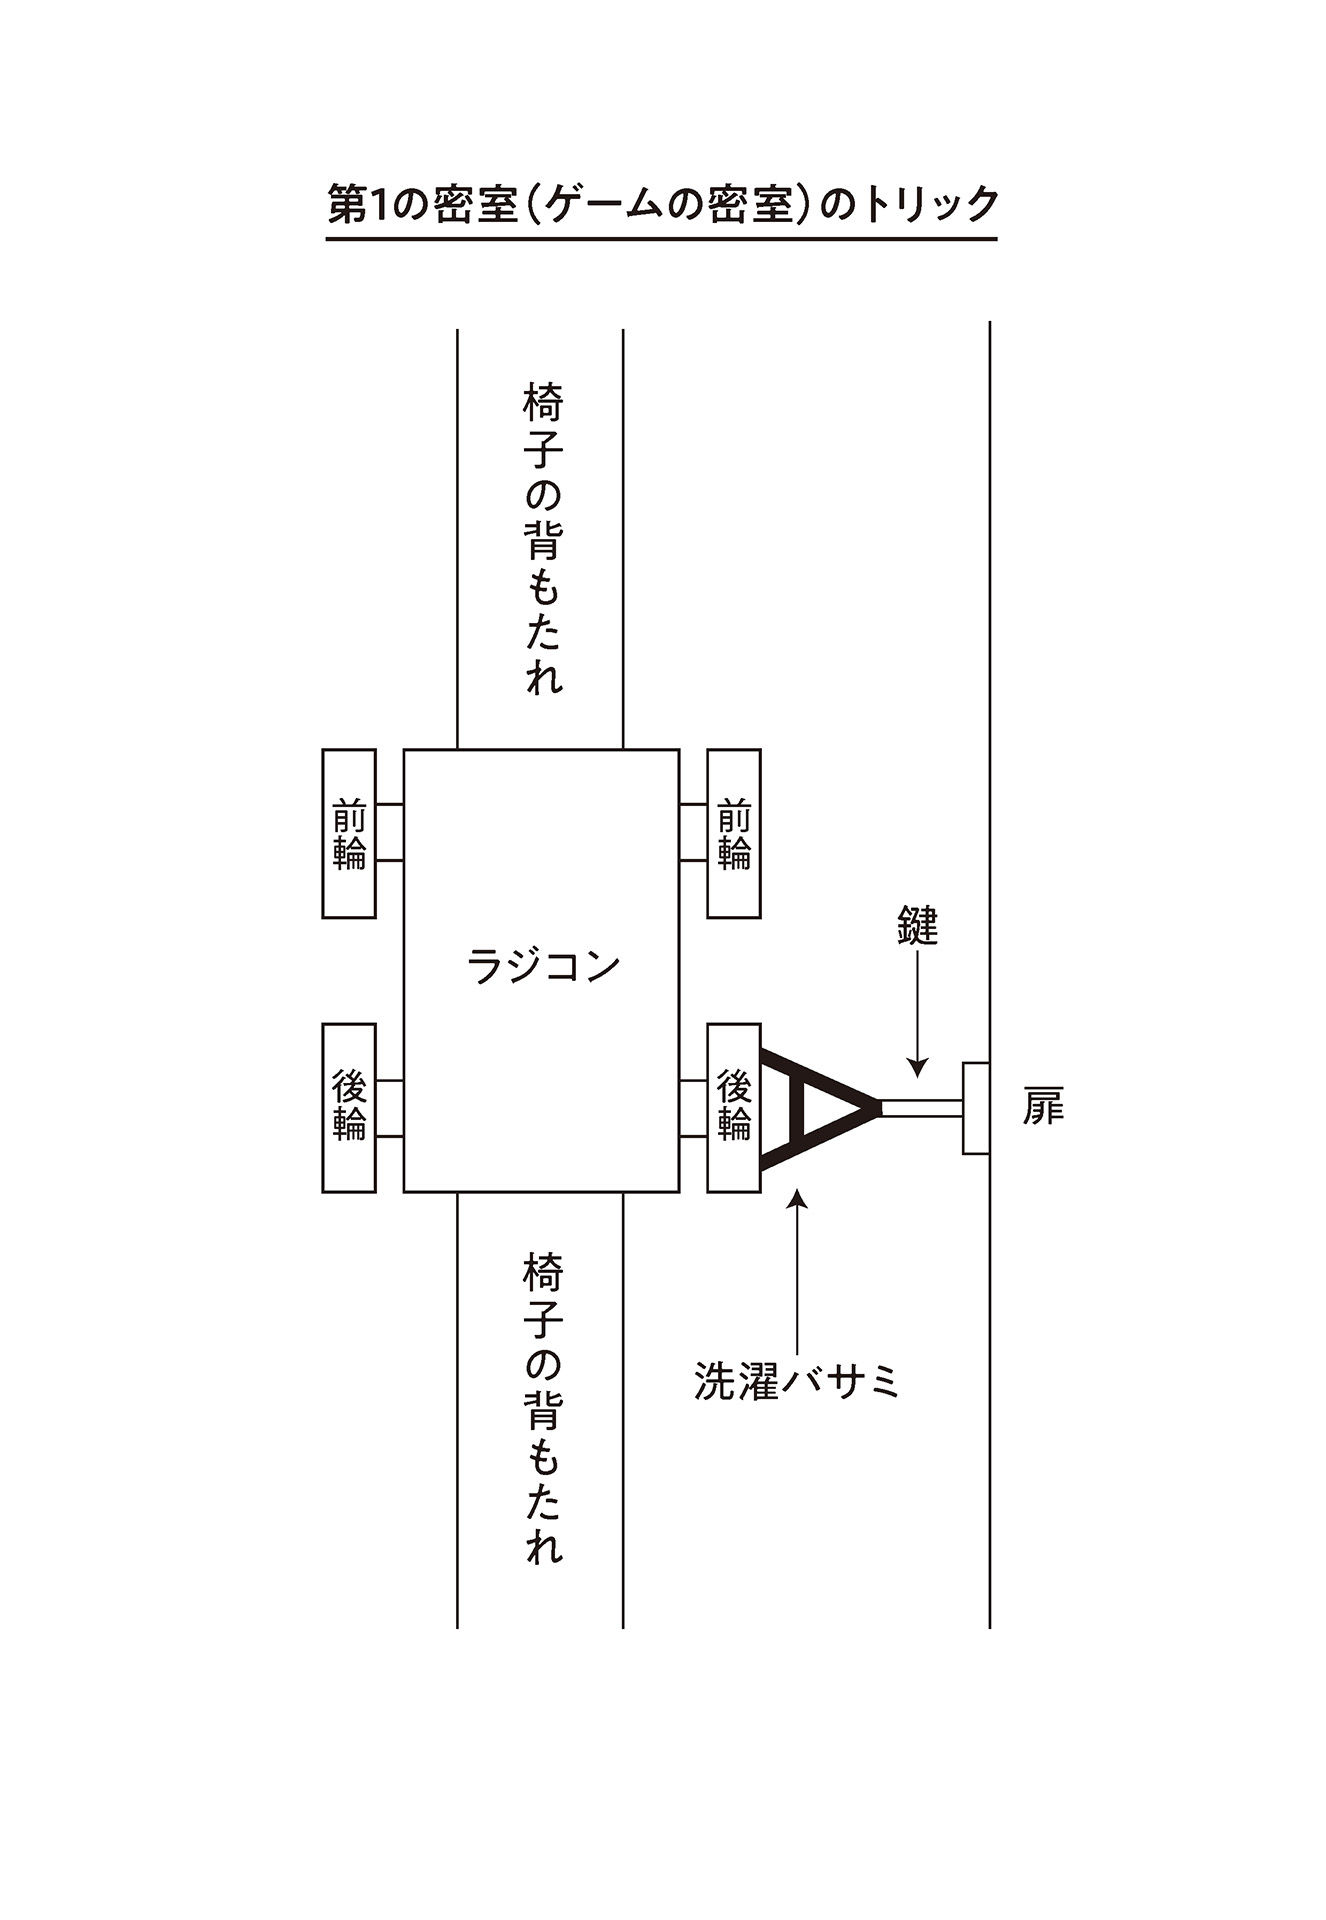 第1の密室（ゲームの密室）のトリック
椅子の背もたれ
前輪
前輪
ラジコン
鍵
後輪
後輪
扉
洗濯バサミ
椅子の背もたれ